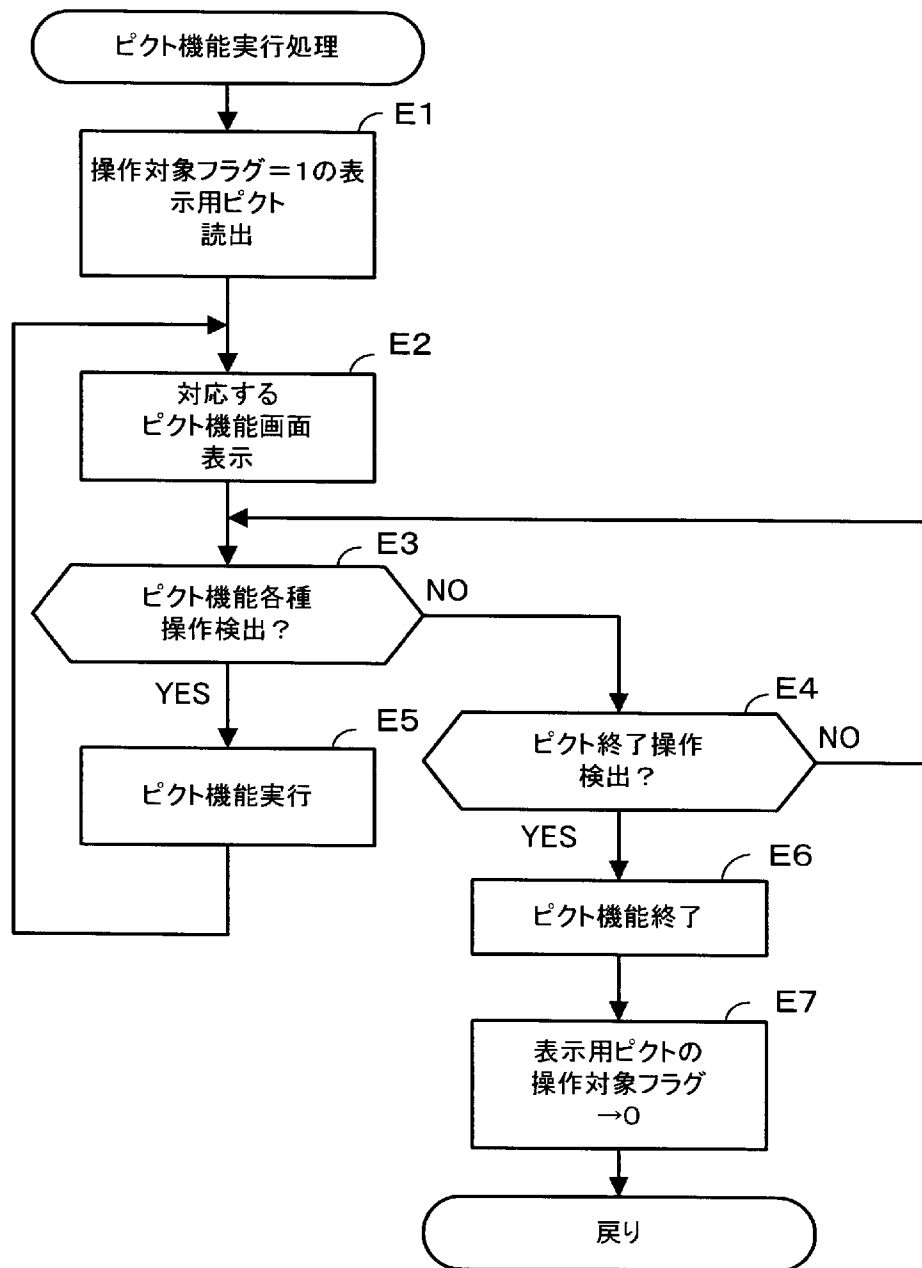 ピクト機能実行処理
E1
操作対象フラグ＝1の表
示用ピクト
読出
E2
対応する
ピクト機能画面
表示
E3
ピクト機能各種
操作検出？
NO
YES
E4
ピクト終了操作
検出？
NO
YES
E5
ピクト機能実行
E6
ピクト機能終了
E7
表示用ピクトの
操作対象フラグ
→0
戻り